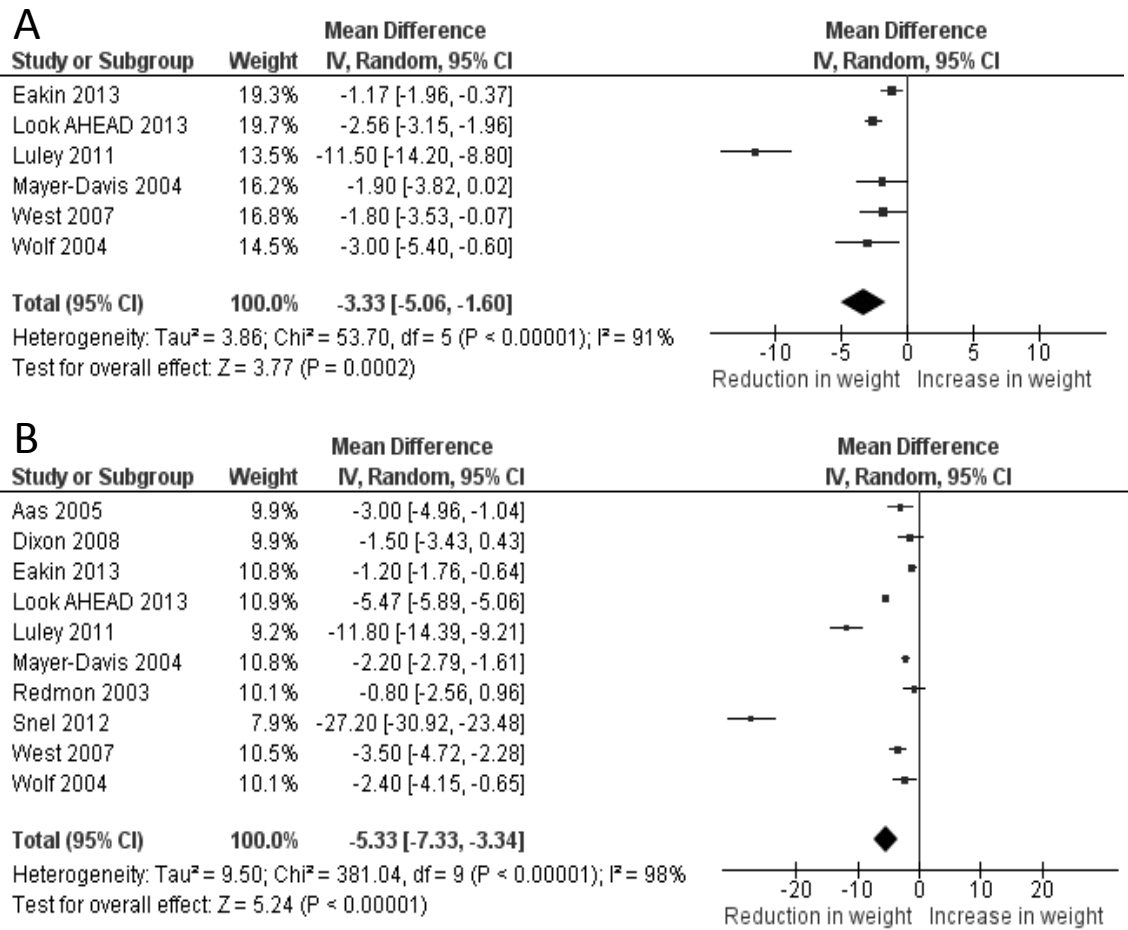 A
Mean Difference Mean Difference
Study or Subgroup Weight IV, Random, 95% CI IV, Random, 95% CI
Eakin 2013 19.3% -1.17 [-1.96, -0.37]
Look AHEAD 2013 19.7% -2.56 [-3.15, -1.96]
Luley 2011 13.5% -11.50 [-14.20, -8.80]
Mayer-Davis 2004 16.2% -1.90 [-3.82, 0.02]
West 2007 16.8% -1.80 [-3.53, -0.07]
Wolf 2004 14.5% -3.00 [-5.40, -0.60]
Total (95% CI) 100.0% -3.33 [-5.06, -1.60]
Heterogeneity: Tau² = 3.86; Chi² = 53.70, df = 5 (P < 0.00001); I² = 91%
Test for overall effect: Z = 3.77 (P = 0.0002)
-10 -5 0 5 10
Reduction in weight Increase in weight
B
Mean Difference Mean Difference
Study or Subgroup Weight IV, Random, 95% CI IV, Random, 95% CI
Aas 2005 9.9% -3.00 [-4.96, -1.04]
Dixon 2008 9.9% -1.50 [-3.43, 0.43]
Eakin 2013 10.8% -1.20 [-1.76, -0.64]
Look AHEAD 2013 10.9% -5.47 [-5.89, -5.06]
Luley 2011 9.2% -11.80 [-14.39, -9.21]
Mayer-Davis 2004 10.8% -2.20 [-2.79, -1.61]
Redmon 2003 10.1% -0.80 [-2.56, 0.96]
Snel 2012 7.9% -27.20 [-30.92, -23.48]
West 2007 10.5% -3.50 [-4.72, -2.28]
Wolf 2004 10.1% -2.40 [-4.15, -0.65]
Total (95% CI) 100.0% -5.33 [-7.33, -3.34]
Heterogeneity: Tau² = 9.50; Chi² = 381.04, df = 9 (P < 0.00001); I² = 98%
Test for overall effect: Z = 5.24 (P < 0.00001)
-20 -10 0 10 20
Reduction in weight Increase in weight